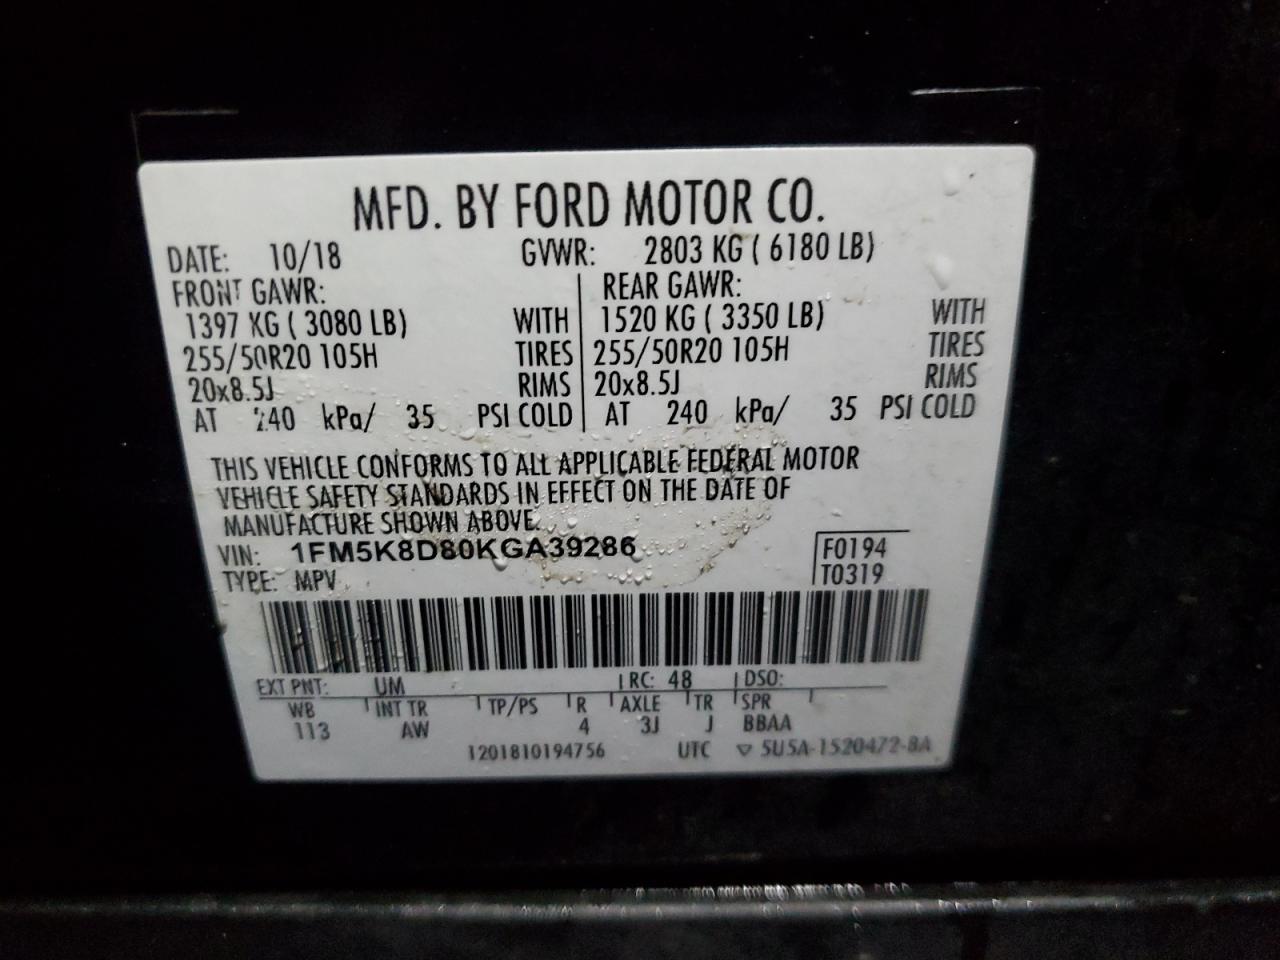 MFD. BY FORD MOTOR CO.
DATE: 10/18 GVWR: 2803 KG ( 6180 LB)
FRONT GAWR: REAR GAWR:
1397 KG ( 3080 LB) WITH 1520 KG ( 3350 LB) WITH
255/50R20 105H TIRES 255/50R20 105H TIRES
20x8.5J RIMS 20x8.5J RIMS
AT 240 kPa/ 35 PSI COLD AT 240 kPa/ 35 PSI COLD
THIS VEHICLE CONFORMS TO ALL APPLICABLE FEDERAL MOTOR
VEHICLE SAFETY STANDARDS IN EFFECT ON THE DATE OF
MANUFACTURE SHOWN ABOVE.
VIN: 1FM5K8D80KGA39286 F0194
TYPE: MPV T0319
EXT PNT: UM RC: 48 DSO:
WB INT TR TP/PS R AXLE TR SPR
113 AW 4 3J J BBAA
1201810194756 UTC ▽ 5U5A-1520472-BA